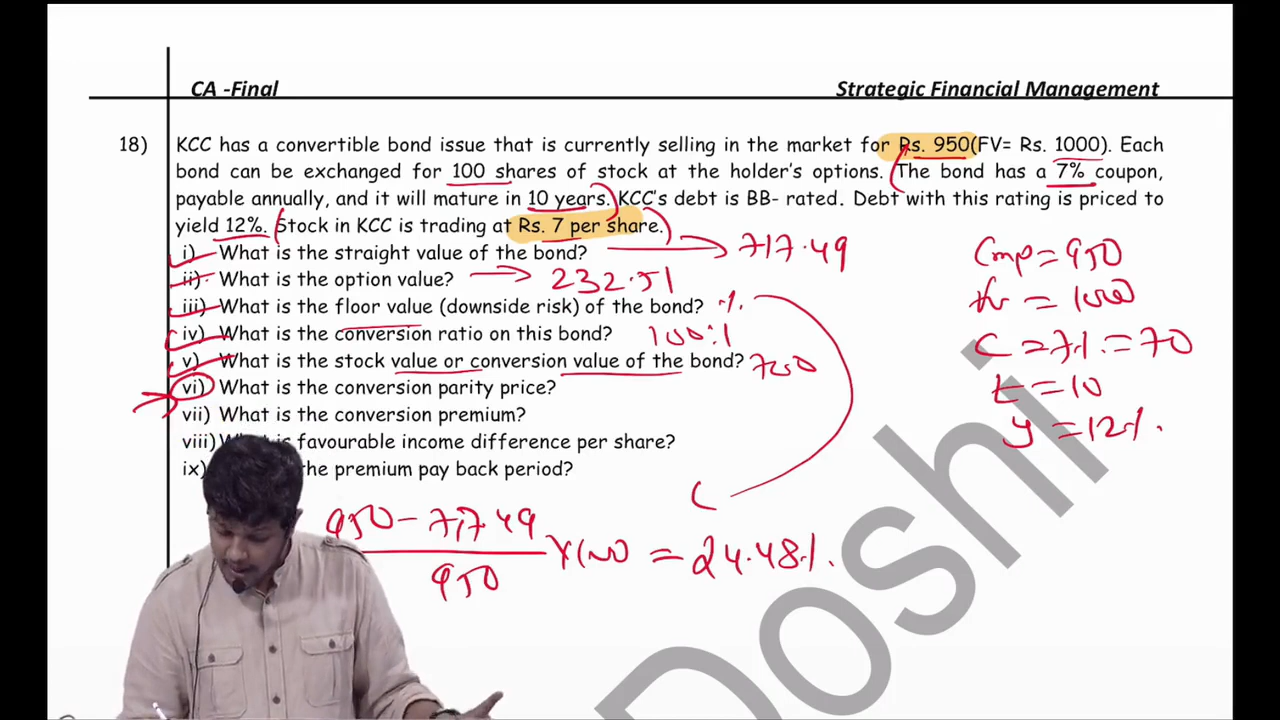 CA -Final
Strategic Financial Management
18) KCC has a convertible bond issue that is currently selling in the market for Rs. 950(FV= Rs. 1000). Each
bond can be exchanged for 100 shares of stock at the holder's options. The bond has a 7% coupon,
payable annually, and it will mature in 10 years. KCC's debt is BB- rated. Debt with this rating is priced to
yield 12%. Stock in KCC is trading at Rs. 7 per share.
i) What is the straight value of the bond? 717.49
ii) What is the option value? 232.51
iii) What is the floor value (downside risk) of the bond? %
iv) What is the conversion ratio on this bond? 100:1
v) What is the stock value or conversion value of the bond? 700
vi) What is the conversion parity price?
vii) What is the conversion premium?
viii) What is favourable income difference per share?
ix) the premium pay back period?
Cmp = 950
fv = 1000
C = 7% = 70
t = 10
y = 12%.
950 - 717.49
950
X100 = 24.48%.
Doshi